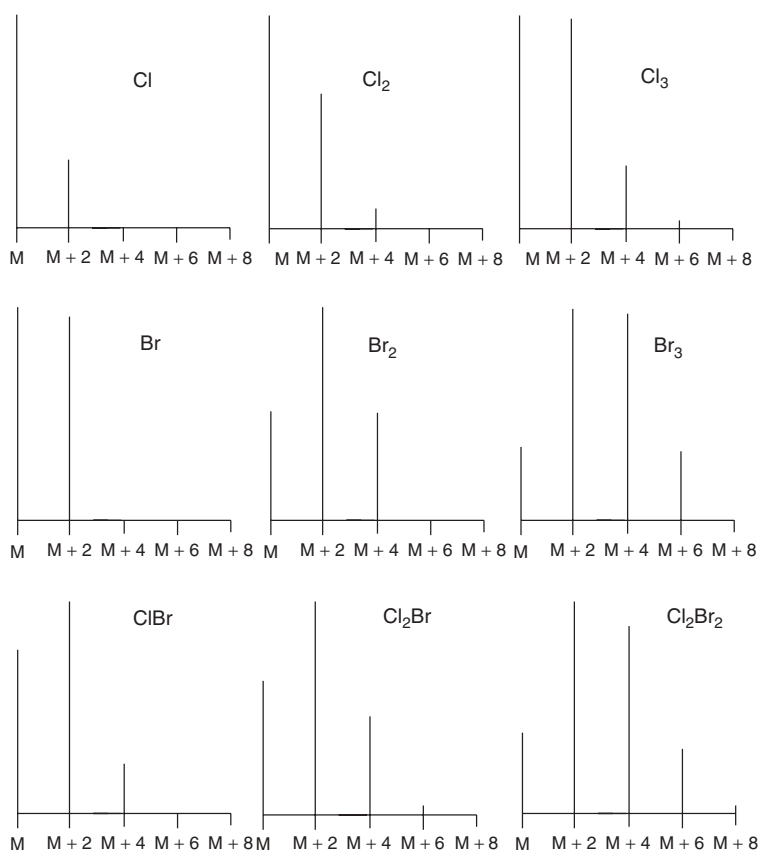 Cl Cl₂ Cl₃
M M + 2 M + 4 M + 6 M + 8 M M + 2 M + 4 M + 6 M + 8 M M + 2 M + 4 M + 6 M + 8
Br Br₂ Br₃
M M + 2 M + 4 M + 6 M + 8 M M + 2 M + 4 M + 6 M + 8 M M + 2 M + 4 M + 6 M + 8
ClBr Cl₂Br Cl₂Br₂
M M + 2 M + 4 M + 6 M + 8 M M + 2 M + 4 M + 6 M + 8 M M + 2 M + 4 M + 6 M + 8